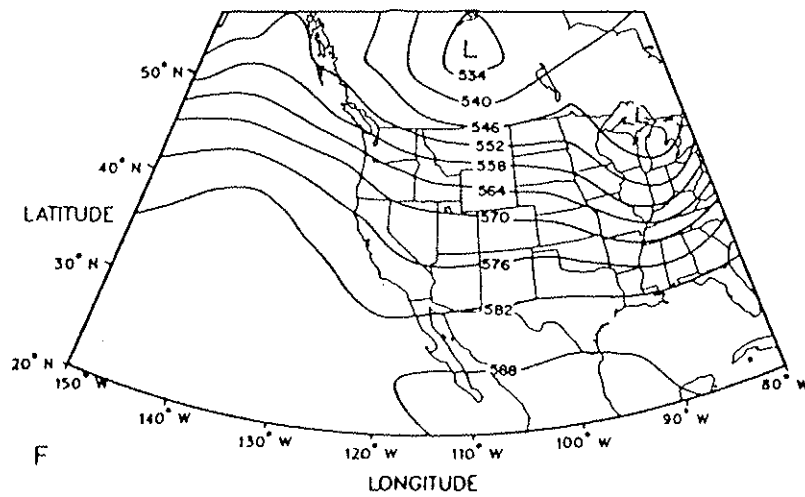 50° N
L
534
540
546
L
552
558
40° N
564
LATITUDE
570
30° N
576
582
20° N
588
150° W
80° W
140° W
90° W
130° W
100° W
120° W
110° W
F
LONGITUDE